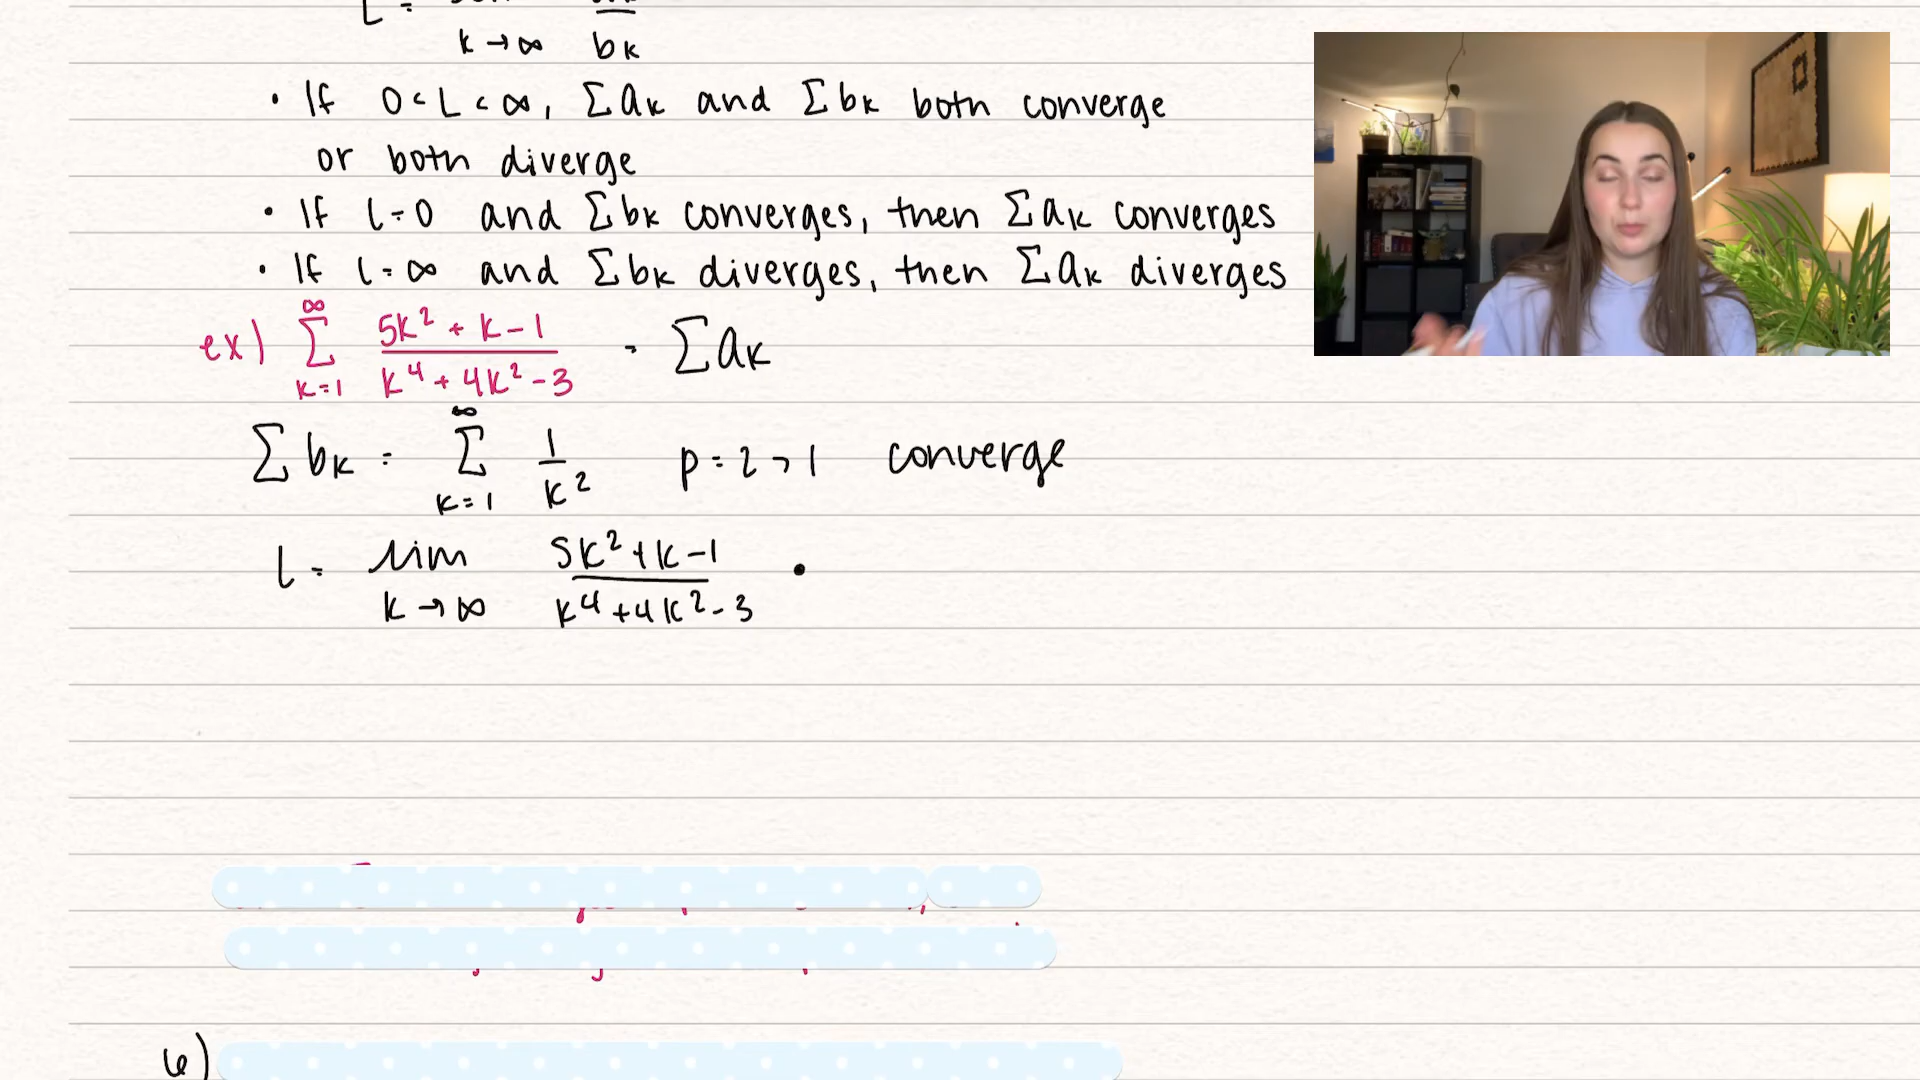 L =
k → ∞ bk
• If 0 < L < ∞, Σak and Σbk both converge
or both diverge
• If L = 0 and Σbk converges, then Σak converges
• If L = ∞ and Σbk diverges, then Σak diverges
ex) ∞ Σ k=1 (5k² + k - 1)/(k⁴ + 4k² - 3) = Σak
Σbk = ∞ Σ k=1 1/k² p = 2 > 1 converge
L = lim k → ∞ (5k² + k - 1)/(k⁴ + 4k² - 3) •
6)